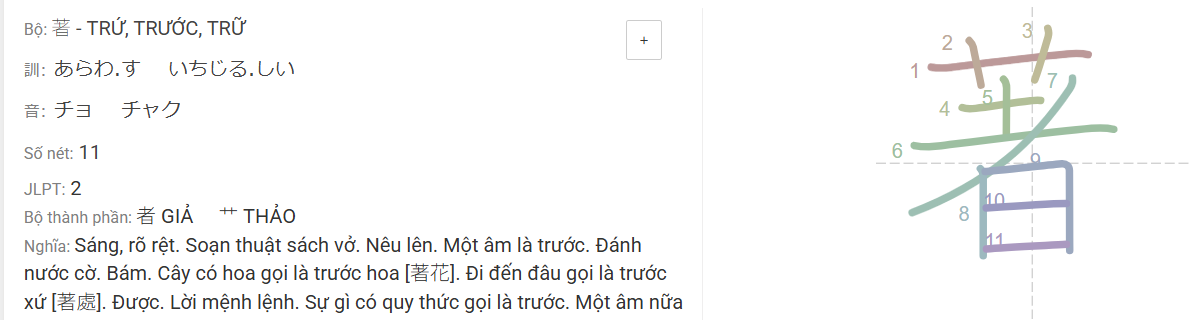 Bộ: 著 - TRỨ, TRƯỚC, TRỮ
+
訓: あらわ.す いちじる.しい
音: チョ チャク
Số nét: 11
JLPT: 2
Bộ thành phần: 者 GIẢ 艹 THẢO
Nghĩa: Sáng, rõ rệt. Soạn thuật sách vở. Nêu lên. Một âm là trước. Đánh
nước cờ. Bám. Cây có hoa gọi là trước hoa [著花]. Đi đến đâu gọi là trước
xứ [著處]. Được. Lời mệnh lệnh. Sự gì có quy thức gọi là trước. Một âm nữa
著
1
2
3
4
5
6
7
8
9
10
11